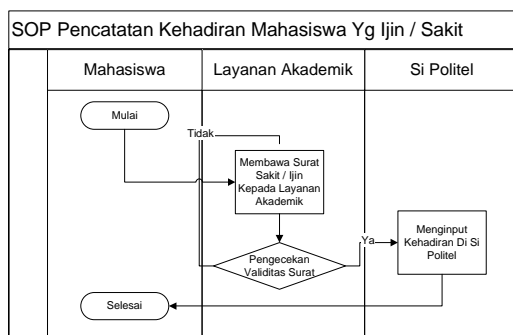 SOP Pencatatan Kehadiran Mahasiswa Yg Ijin / Sakit
Mahasiswa
Layanan Akademik
Si Politel
Mulai
Tidak
Membawa Surat
Sakit / Ijin
Kepada Layanan
Akademik
Pengecekan
Validitas Surat
Ya
Menginput
Kehadiran Di Si
Politel
Selesai